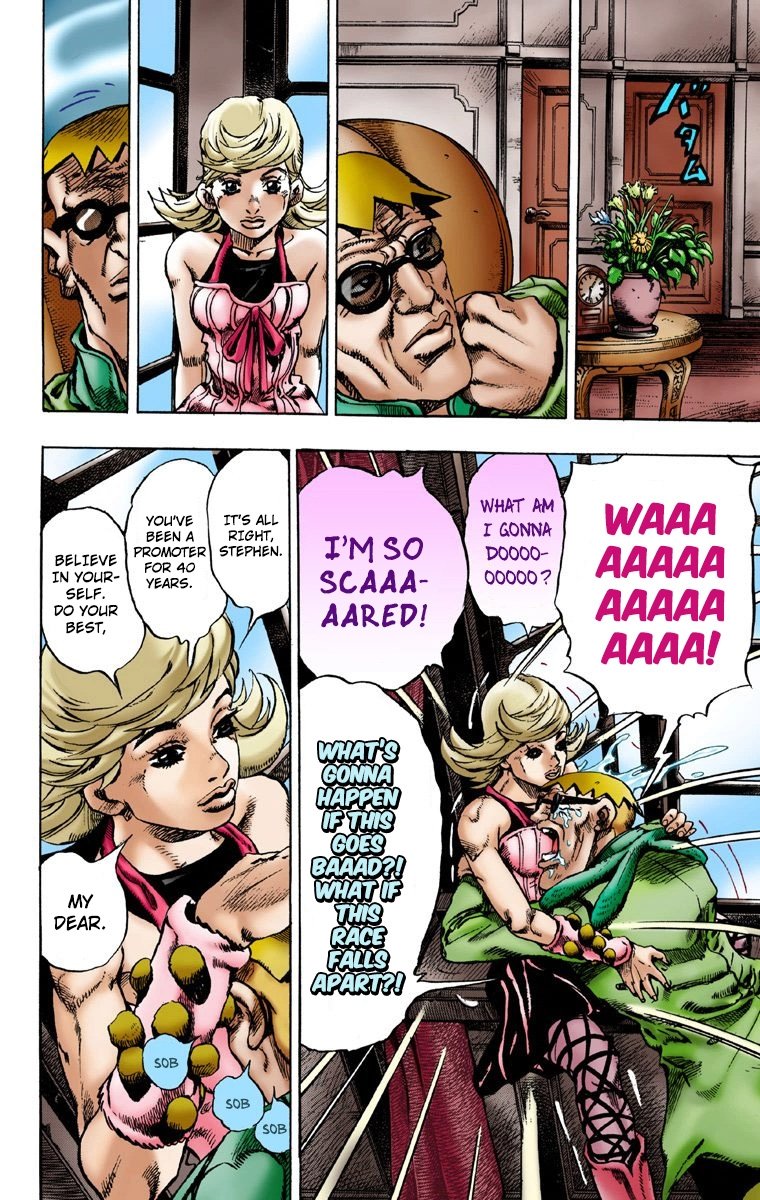 バタム
WAAA
AAAAA
AAAAA
AAAA!
WHAT AM
I GONNA
DOOOO-
OOOOO?
I'M SO
SCAAA-
AARED!
WHAT'S
GONNA
HAPPEN
IF THIS
GOES
BAAAD?!
WHAT IF
THIS
RACE
FALLS
APART?!
IT'S ALL
RIGHT,
STEPHEN.
YOU'VE
BEEN A
PROMOTER
FOR 40
YEARS.
BELIEVE
IN YOUR-
SELF.
DO YOUR
BEST,
MY
DEAR.
SOB
SOB
SOB